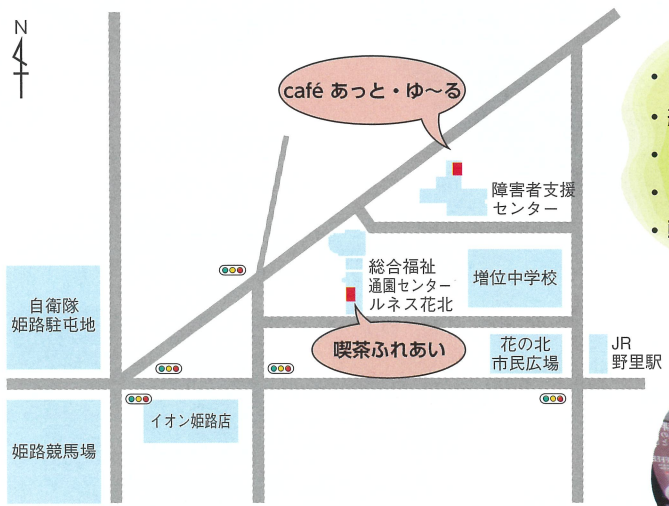 N
café あっと・ゆ〜る
障害者支援
センター
総合福祉
通園センター
ルネス花北
増位中学校
自衛隊
姫路駐屯地
喫茶ふれあい
花の北
市民広場
JR
野里駅
イオン姫路店
姫路競馬場